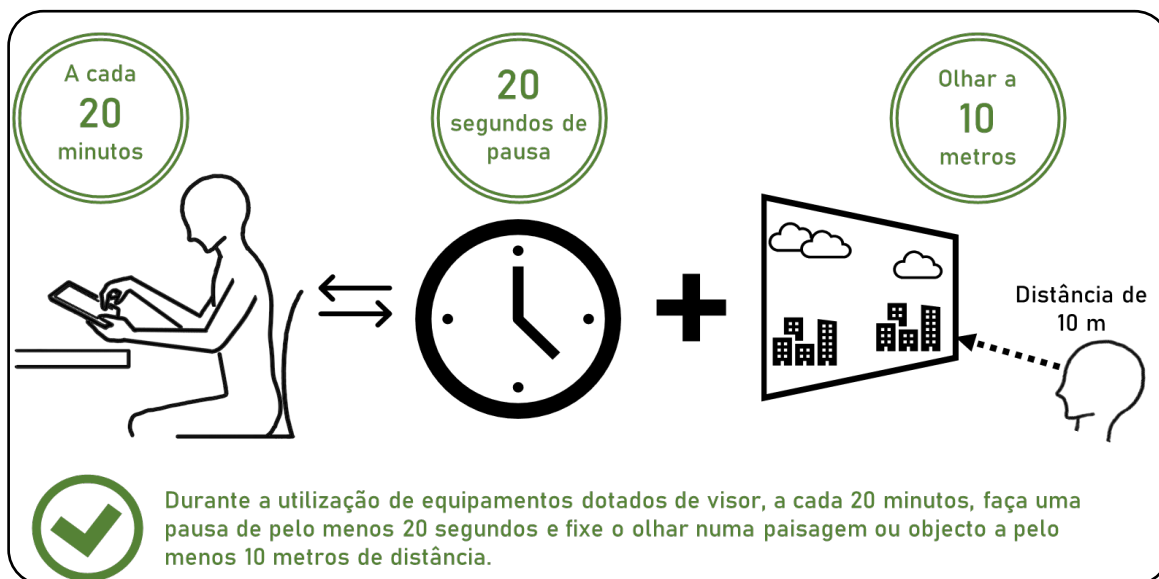 A cada
20
minutos
20
segundos de
pausa
Olhar a
10
metros
Distância de
10 m
Durante a utilização de equipamentos dotados de visor, a cada 20 minutos, faça uma
pausa de pelo menos 20 segundos e fixe o olhar numa paisagem ou objecto a pelo
menos 10 metros de distância.